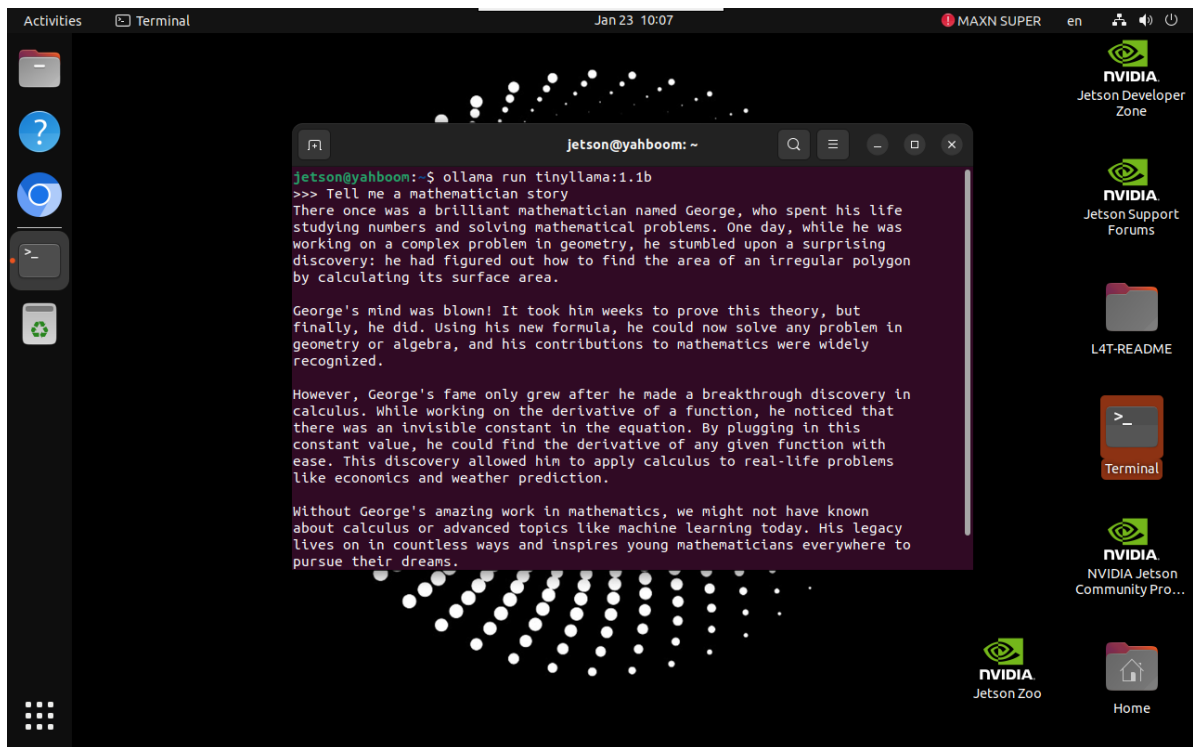 Activities
Terminal
Jan 23 10:07
MAXN SUPER
en
jetson@yahboom: ~
jetson@yahboom:~$ ollama run tinyllama:1.1b
>>> Tell me a mathematician story
There once was a brilliant mathematician named George, who spent his life
studying numbers and solving mathematical problems. One day, while he was
working on a complex problem in geometry, he stumbled upon a surprising
discovery: he had figured out how to find the area of an irregular polygon
by calculating its surface area.
George's mind was blown! It took him weeks to prove this theory, but
finally, he did. Using his new formula, he could now solve any problem in
geometry or algebra, and his contributions to mathematics were widely
recognized.
However, George's fame only grew after he made a breakthrough discovery in
calculus. While working on the derivative of a function, he noticed that
there was an invisible constant in the equation. By plugging in this
constant value, he could find the derivative of any given function with
ease. This discovery allowed him to apply calculus to real-life problems
like economics and weather prediction.
Without George's amazing work in mathematics, we might not have known
about calculus or advanced topics like machine learning today. His legacy
lives on in countless ways and inspires young mathematicians everywhere to
pursue their dreams.
NVIDIA.
Jetson Developer
Zone
NVIDIA.
Jetson Support
Forums
L4T-README
>_
Terminal
NVIDIA.
NVIDIA Jetson
Community Pro...
NVIDIA.
Jetson Zoo
Home